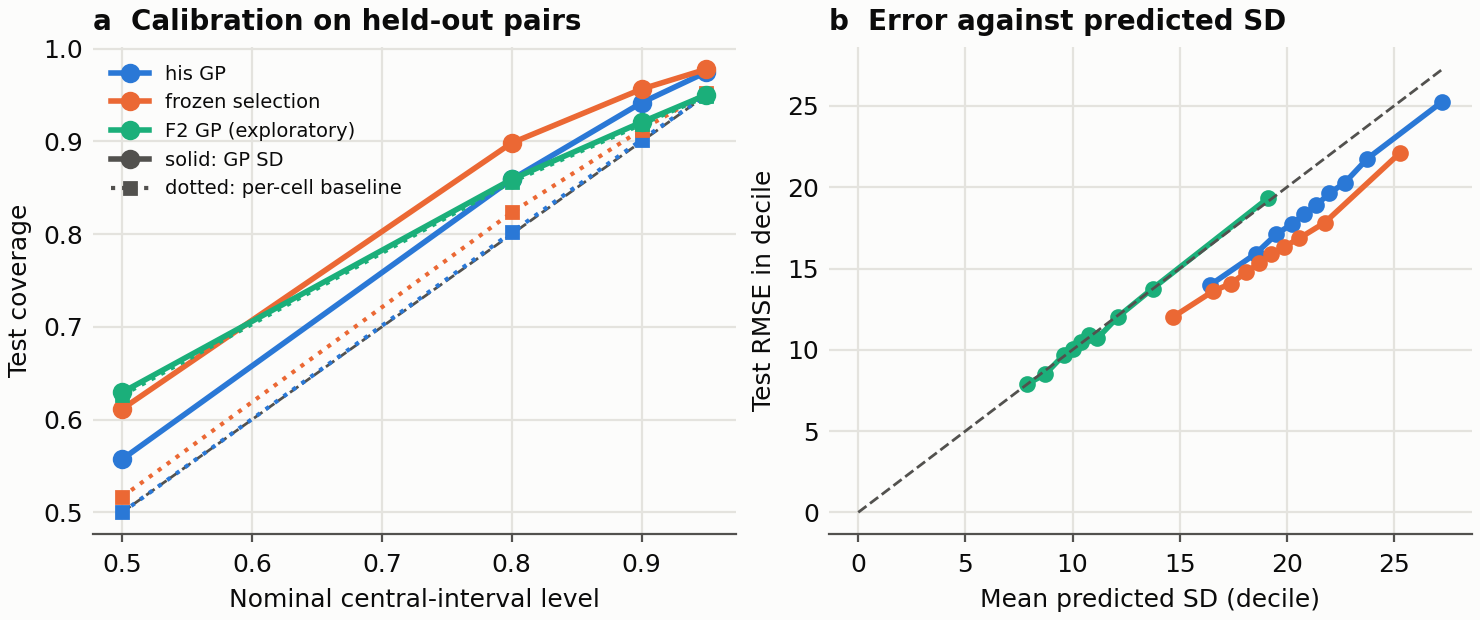 a Calibration on held-out pairs
1.0
0.9
0.8
0.7
0.6
0.5
Test coverage
his GP
frozen selection
F2 GP (exploratory)
solid: GP SD
dotted: per-cell baseline
0.5 0.6 0.7 0.8 0.9
Nominal central-interval level
b Error against predicted SD
25
20
15
10
5
0
Test RMSE in decile
0 5 10 15 20 25
Mean predicted SD (decile)